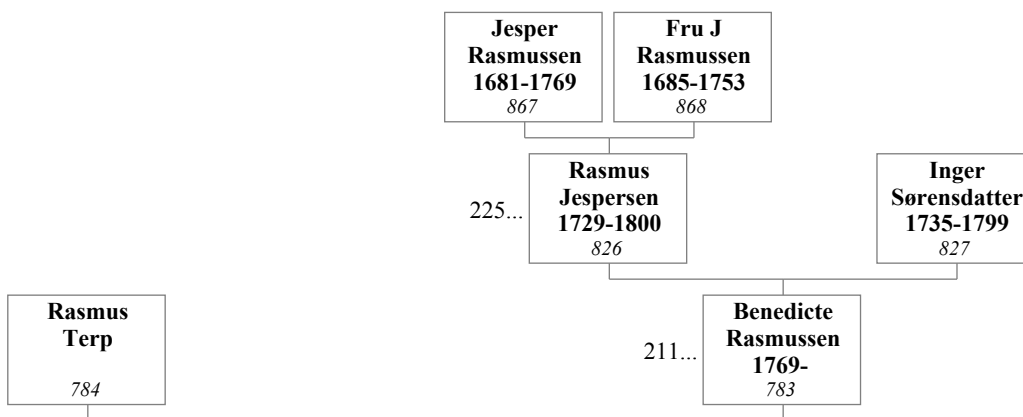 Jesper
Rasmussen
1681-1769
867
Fru J
Rasmussen
1685-1753
868
225...
Rasmus
Jespersen
1729-1800
826
Inger
Sørensdatter
1735-1799
827
Rasmus
Terp
784
211...
Benedicte
Rasmussen
1769-
783